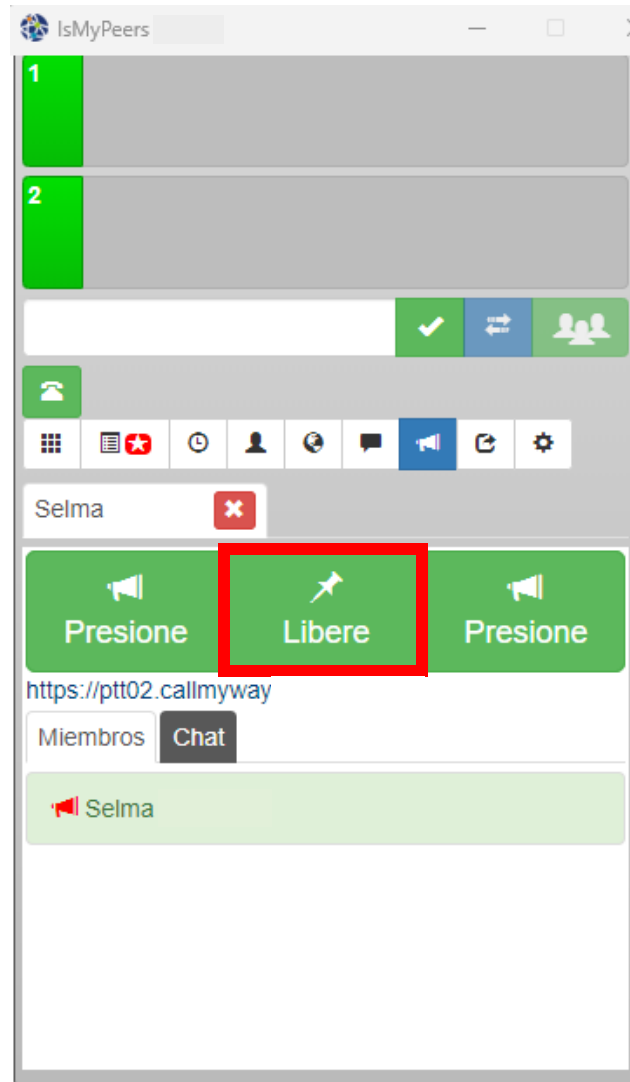 IsMyPeers
1
2
Selma
Presione Libere Presione
https://ptt02.callmyway
Miembros Chat
Selma